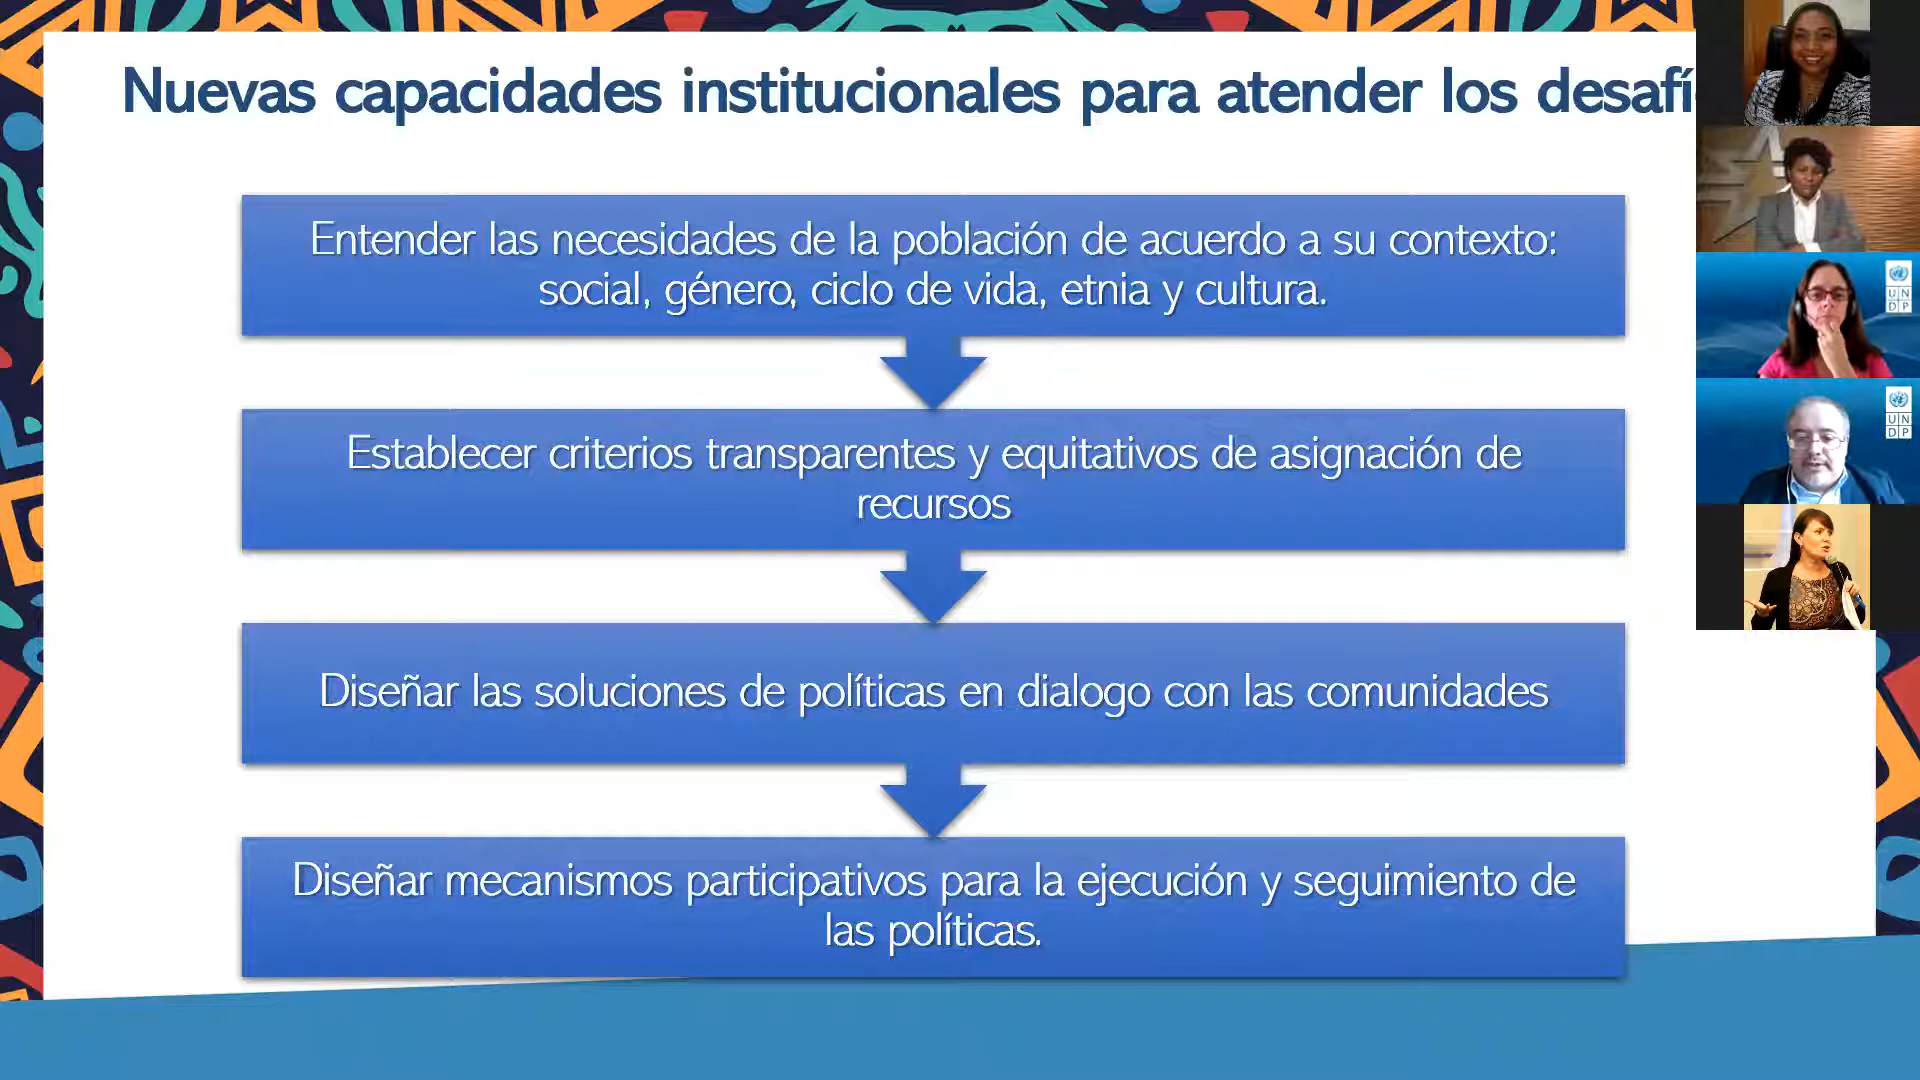 Nuevas capacidades institucionales para atender los desafí
Entender las necesidades de la población de acuerdo a su contexto:
social, género, ciclo de vida, etnia y cultura.
Establecer criterios transparentes y equitativos de asignación de
recursos
Diseñar las soluciones de políticas en dialogo con las comunidades
Diseñar mecanismos participativos para la ejecución y seguimiento de
las políticas.
U N
D P
U N
D P